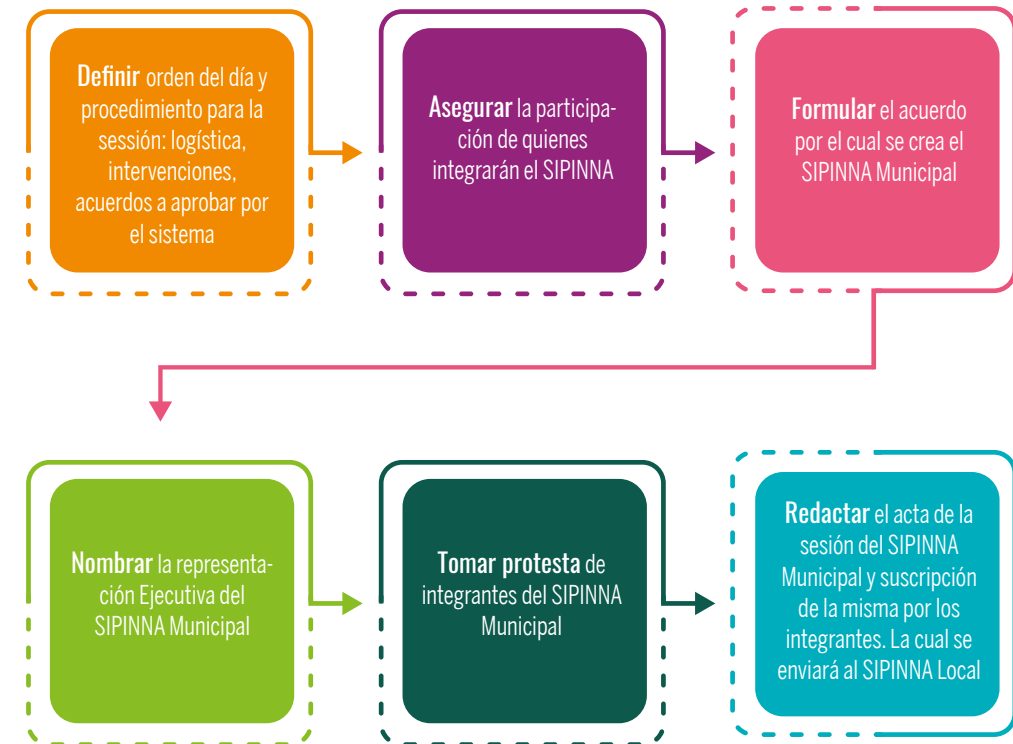 Definir orden del día y
procedimiento para la
sessión: logística,
intervenciones,
acuerdos a aprobar por
el sistema
Asegurar la participa-
ción de quienes
integrarán el SIPINNA
Formular el acuerdo
por el cual se crea el
SIPINNA Municipal
Nombrar la representa-
ción Ejecutiva del
SIPINNA Municipal
Tomar protesta de
integrantes del SIPINNA
Municipal
Redactar el acta de la
sesión del SIPINNA
Municipal y suscripción
de la misma por los
integrantes. La cual se
enviará al SIPINNA Local